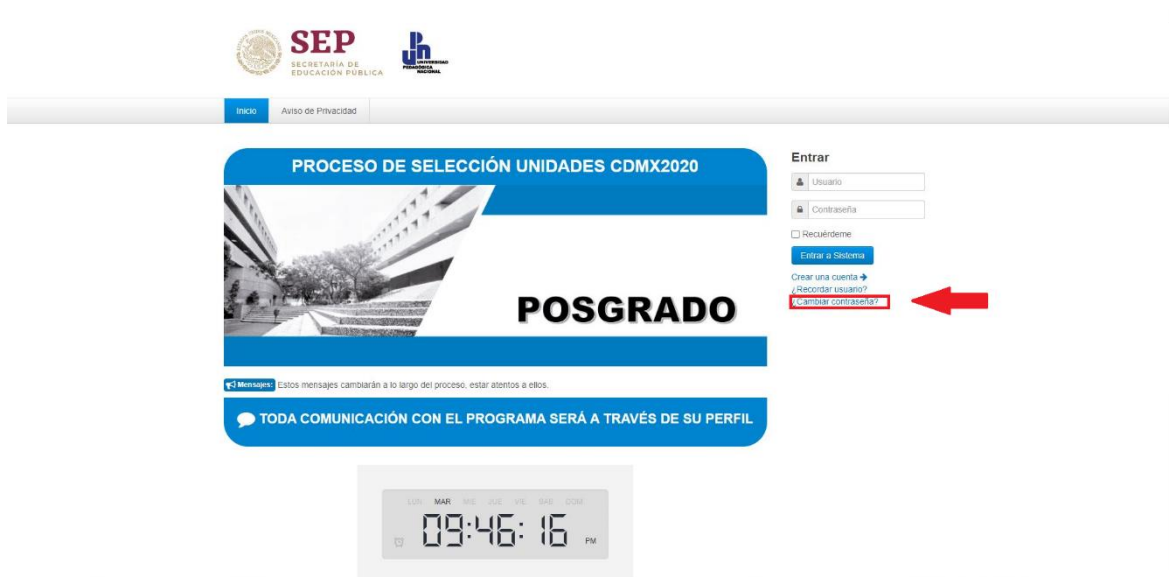 SEP
SECRETARÍA DE
EDUCACIÓN PÚBLICA
UNIVERSIDAD
PEDAGÓGICA
NACIONAL
Inicio
Aviso de Privacidad
PROCESO DE SELECCIÓN UNIDADES CDMX2020
POSGRADO
Mensajes: Estos mensajes cambiarán a lo largo del proceso, estar atentos a ellos.
TODA COMUNICACIÓN CON EL PROGRAMA SERÁ A TRAVÉS DE SU PERFIL
LUN MAR MIE JUE VIE SAB DOM
09:46:16 PM
Entrar
Usuario
Contraseña
Recuérdeme
Entrar a Sistema
Crear una cuenta
¿Recordar usuario?
¿Cambiar contraseña?